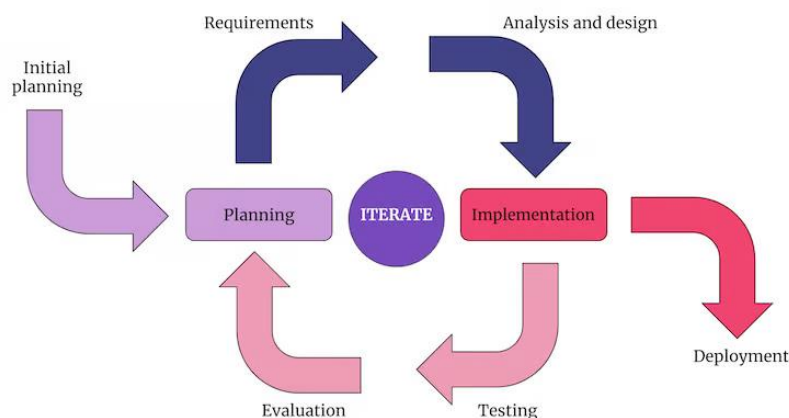 Requirements
Analysis and design
Initial
planning
Planning
ITERATE
Implementation
Deployment
Evaluation
Testing